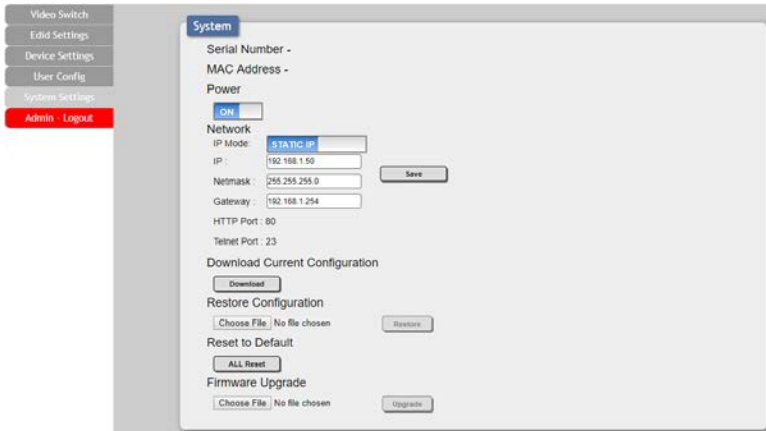 Video Switch
Edid Settings
Device Settings
User Config
System Settings
Admin - Logout
System
Serial Number -
MAC Address -
Power
ON
Network
IP Mode: STATIC IP
IP : 192.168.1.50
Save
Netmask : 255.255.255.0
Gateway : 192.168.1.254
HTTP Port : 80
Telnet Port : 23
Download Current Configuration
Download
Restore Configuration
Choose File No file chosen Restore
Reset to Default
ALL Reset
Firmware Upgrade
Choose File No file chosen Upgrade